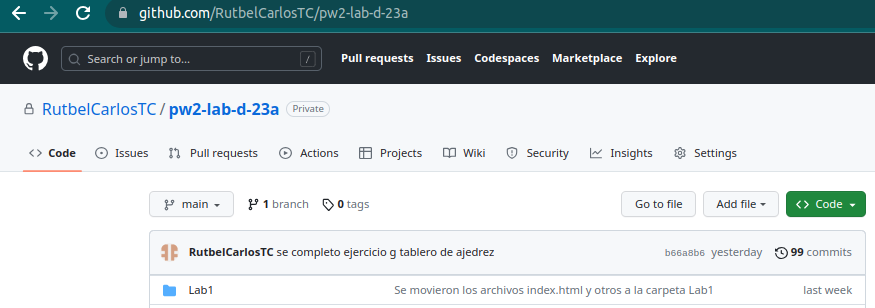 github.com/RutbelCarlosTC/pw2-lab-d-23a
Search or jump to... / Pull requests Issues Codespaces Marketplace Explore
RutbelCarlosTC / pw2-lab-d-23a Private
Code Issues Pull requests Actions Projects Wiki Security Insights Settings
main 1 branch 0 tags Go to file Add file Code
RutbelCarlosTC se completo ejercicio g tablero de ajedrez b66a8b6 yesterday 99 commits
Lab1 Se movieron los archivos index.html y otros a la carpeta Lab1 last week